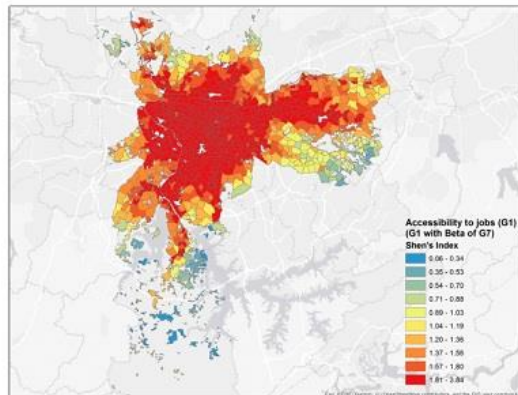 Accessibility to jobs (G1)
(G1 with Beta of G7)
Shen's Index
0.06 - 0.34
0.35 - 0.53
0.54 - 0.70
0.71 - 0.88
0.89 - 1.03
1.04 - 1.19
1.20 - 1.36
1.37 - 1.56
1.57 - 1.80
1.81 - 3.84